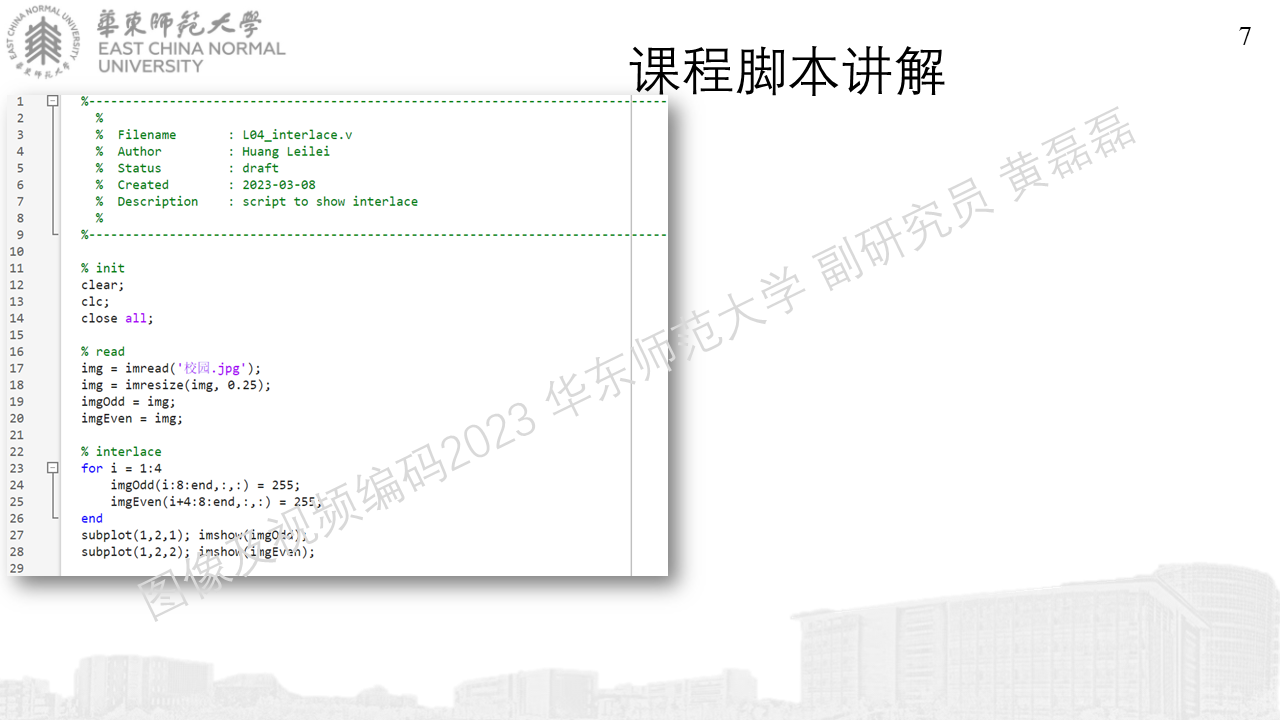 華東師范大學
EAST CHINA NORMAL
UNIVERSITY
EAST CHINA NORMAL UNIVERSITY
華東師范大學
7
课程脚本讲解
1 %--------------------------------------------------------------------------------
2 %
3 % Filename : L04_interlace.v
4 % Author : Huang Leilei
5 % Status : draft
6 % Created : 2023-03-08
7 % Description : script to show interlace
8 %
9 %--------------------------------------------------------------------------------
10
11 % init
12 clear;
13 clc;
14 close all;
15
16 % read
17 img = imread('校园.jpg');
18 img = imresize(img, 0.25);
19 imgOdd = img;
20 imgEven = img;
21
22 % interlace
23 for i = 1:4
24 imgOdd(i:8:end,:,:) = 255;
25 imgEven(i+4:8:end,:,:) = 255;
26 end
27 subplot(1,2,1); imshow(imgOdd);
28 subplot(1,2,2); imshow(imgEven);
29
图像及视频编码2023 华东师范大学 副研究员 黄磊磊